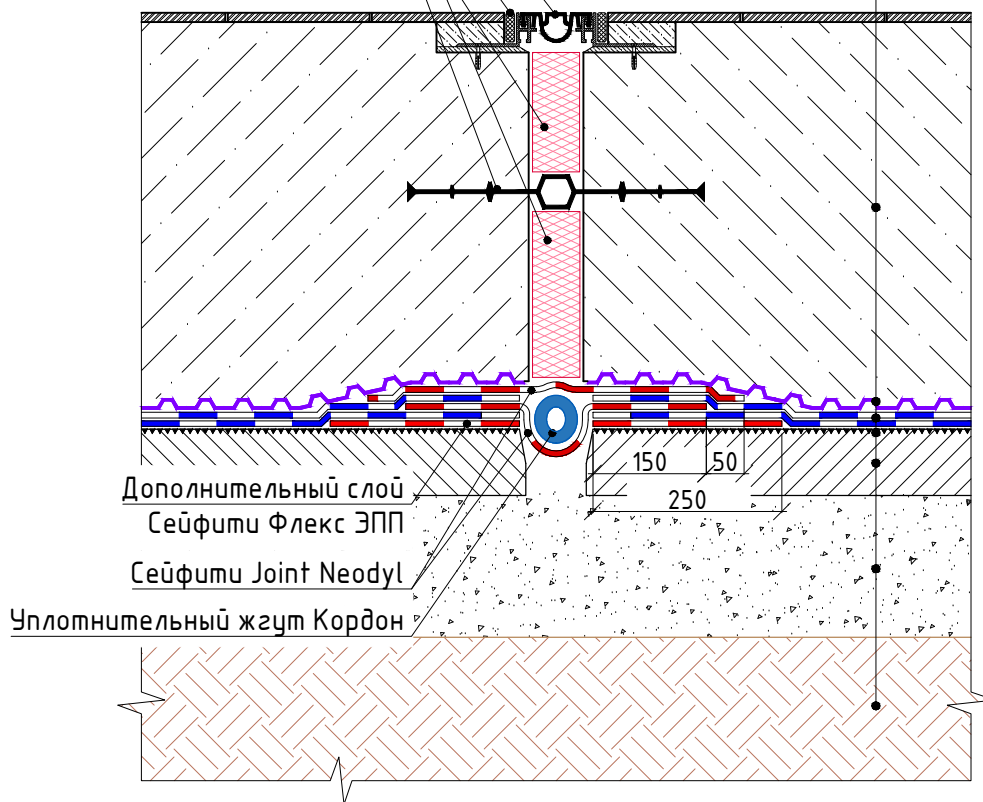 150
50
250
Дополнительный слой
Сейфити Флекс ЭПП
Сейфити Joint Neodyl
Уплотнительный жгут Кордон